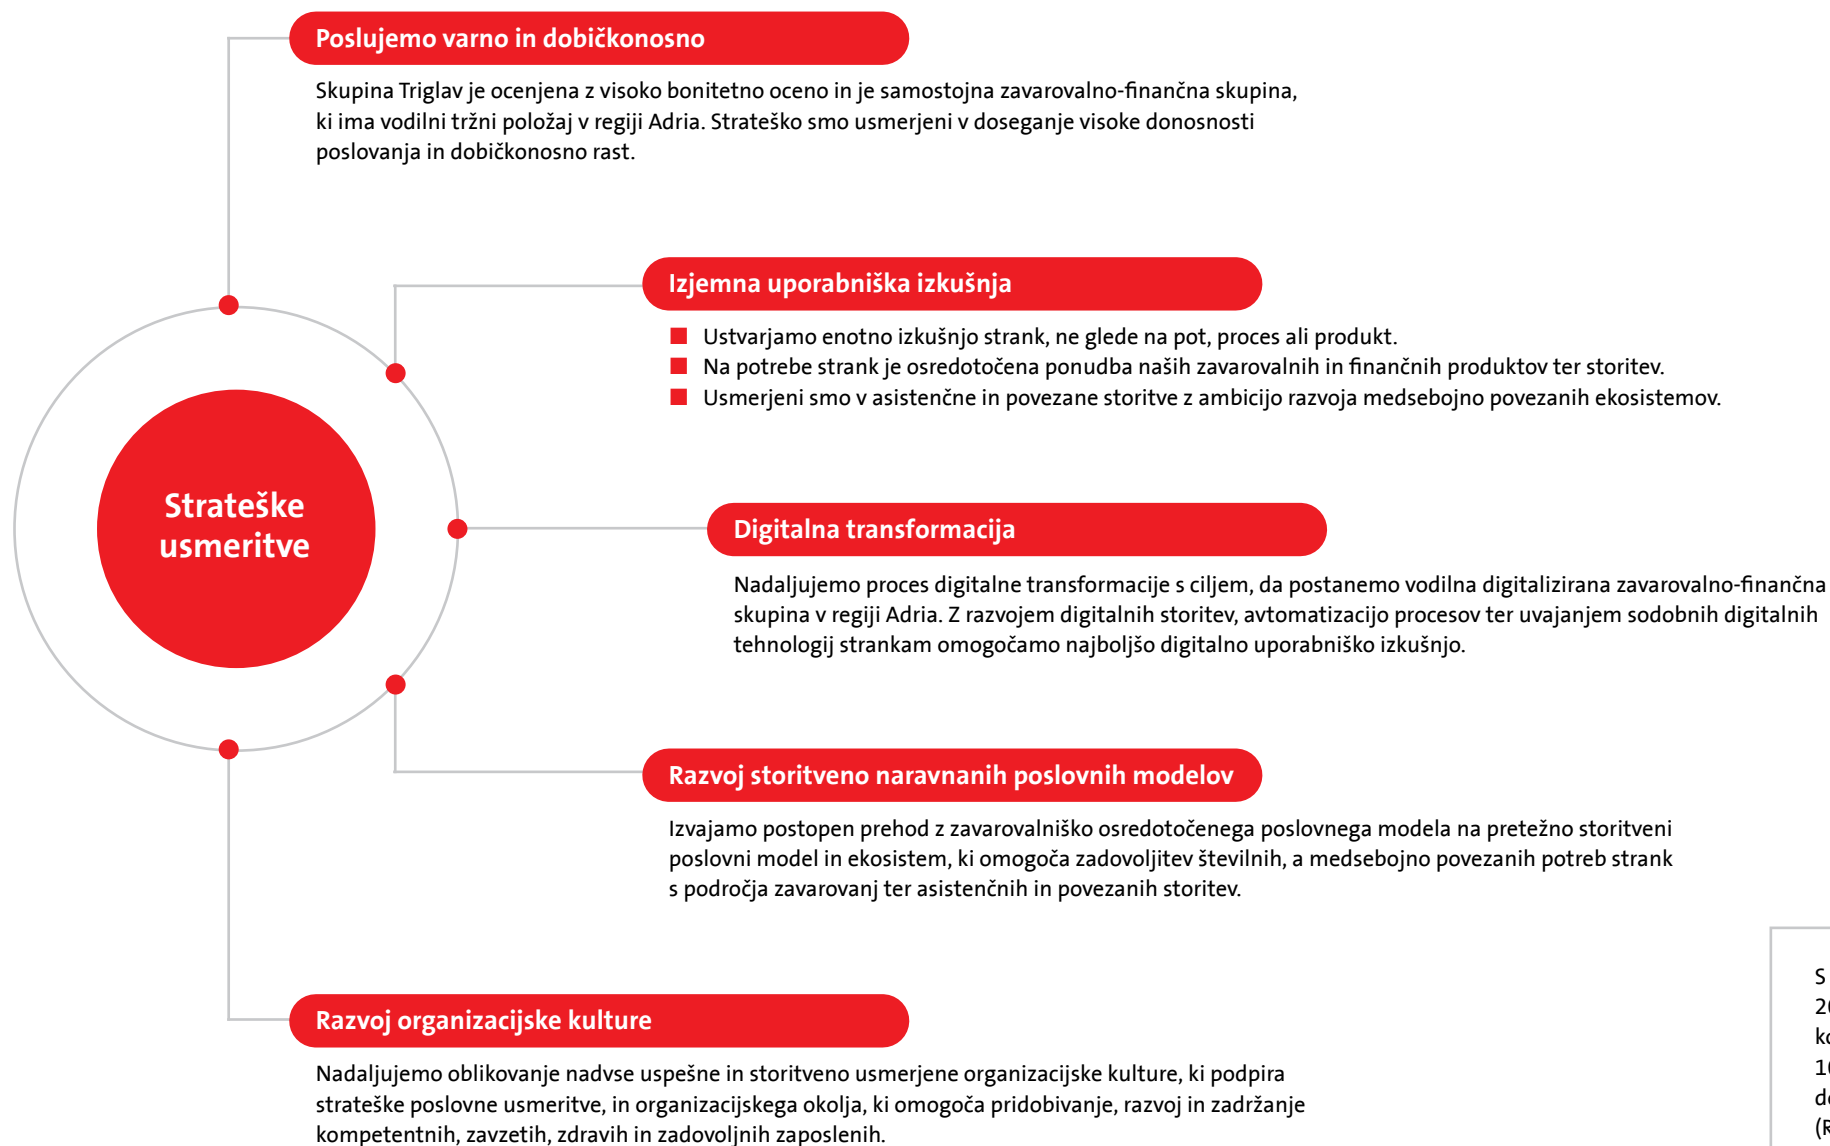 Poslujemo varno in dobičkonosno
Skupina Triglav je ocenjena z visoko bonitetno oceno in je samostojna zavarovalno-finančna skupina,
ki ima vodilni tržni položaj v regiji Adria. Strateško smo usmerjeni v doseganje visoke donosnosti
poslovanja in dobičkonosno rast.
Izjemna uporabniška izkušnja
Ustvarjamo enotno izkušnjo strank, ne glede na pot, proces ali produkt.
Na potrebe strank je osredotočena ponudba naših zavarovalnih in finančnih produktov ter storitev.
Usmerjeni smo v asistenčne in povezane storitve z ambicijo razvoja medsebojno povezanih ekosistemov.
Strateške
usmeritve
Digitalna transformacija
Nadaljujemo proces digitalne transformacije s ciljem, da postanemo vodilna digitalizirana zavarovalno-finančna
skupina v regiji Adria. Z razvojem digitalnih storitev, avtomatizacijo procesov ter uvajanjem sodobnih digitalnih
tehnologij strankam omogočamo najboljšo digitalno uporabniško izkušnjo.
Razvoj storitveno naravnanih poslovnih modelov
Izvajamo postopen prehod z zavarovalniško osredotočenega poslovnega modela na pretežno storitveni
poslovni model in ekosistem, ki omogoča zadovoljitev številnih, a medsebojno povezanih potreb strank
s področja zavarovanj ter asistenčnih in povezanih storitev.
Razvoj organizacijske kulture
Nadaljujemo oblikovanje nadvse uspešne in storitveno usmerjene organizacijske kulture, ki podpira
strateške poslovne usmeritve, in organizacijskega okolja, ki omogoča pridobivanje, razvoj in zadržanje
kompetentnih, zavzetih, zdravih in zadovoljnih zaposlenih.
S